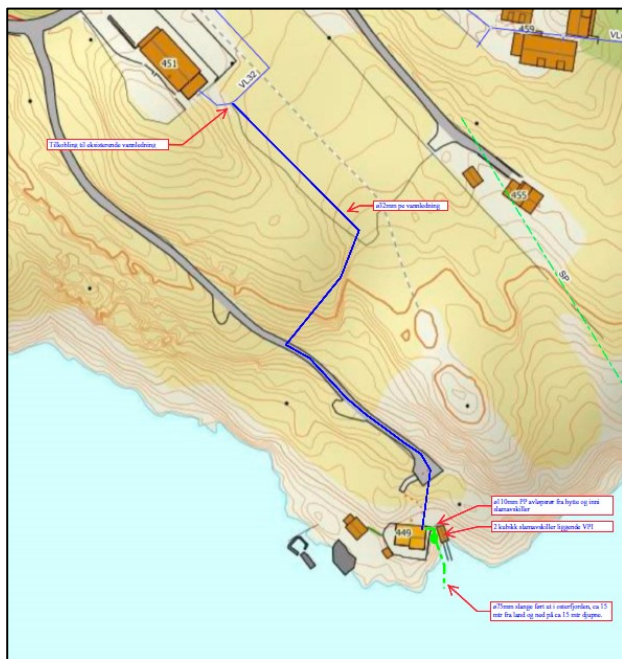 459
VL
451
VL32
Tilkobling til eksisterende vannledning
ø32mm pe vannledning
455
SP
ø110mm PP avløpsrør fra hytte og inni
slamavskiller
2 kubikk slamavskiller liggende VPI
449
ø75mm slange ført ut i osterfjorden, ca 15
mtr fra land og ned på ca 15 mtr djupne.